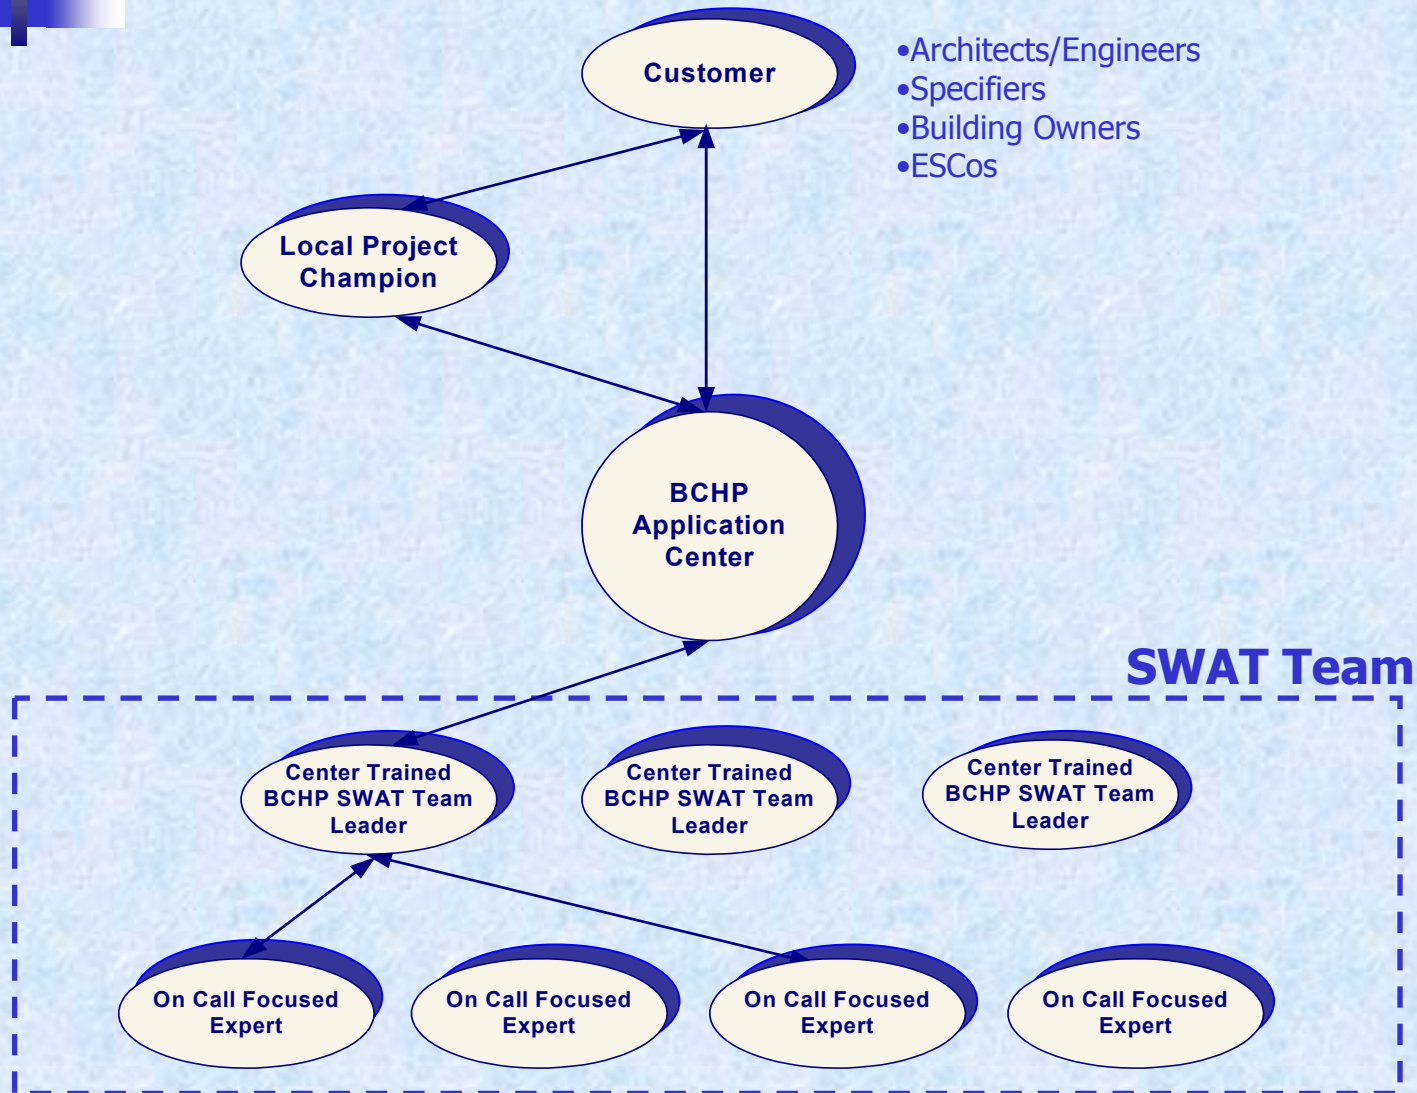 Customer
•Architects/Engineers
•Specifiers
•Building Owners
•ESCos
Local Project
Champion
BCHP
Application
Center
SWAT Team
Center Trained
BCHP SWAT Team
Leader
Center Trained
BCHP SWAT Team
Leader
Center Trained
BCHP SWAT Team
Leader
On Call Focused
Expert
On Call Focused
Expert
On Call Focused
Expert
On Call Focused
Expert